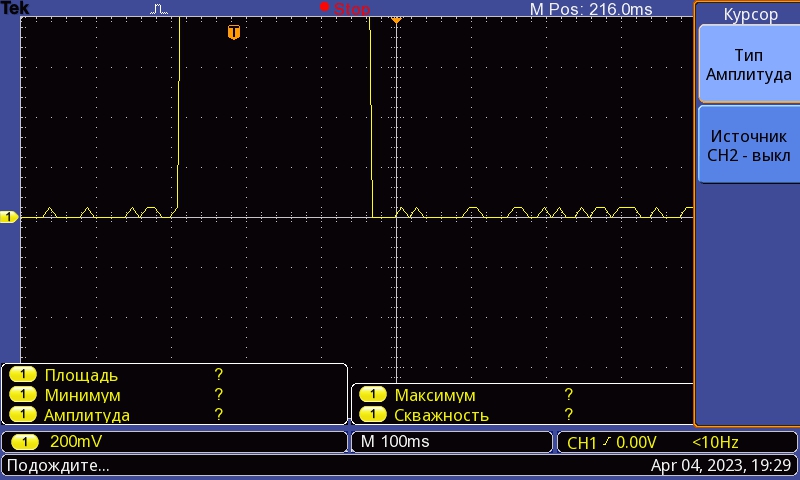 Tek
Stop
M Pos: 216.0ms
Курсор
Тип
Амплитуда
Источник
CH2 - выкл
T
1
1 Площадь ?
1 Минимум ?
1 Амплитуда ?
1 Максимум ?
1 Скважность ?
1 200mV
M 100ms
CH1 0.00V <10Hz
Подождите...
Apr 04, 2023, 19:29